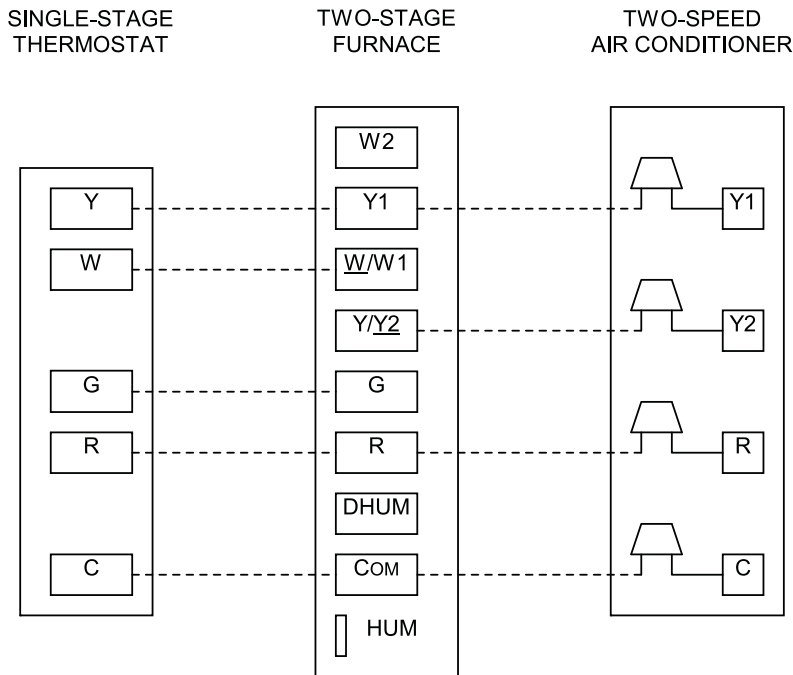 SINGLE-STAGE
THERMOSTAT
TWO-STAGE
FURNACE
TWO-SPEED
AIR CONDITIONER
W2
Y
Y1
Y1
W
W/W1
Y/Y2
Y2
G
G
R
R
R
DHUM
C
COM
C
HUM